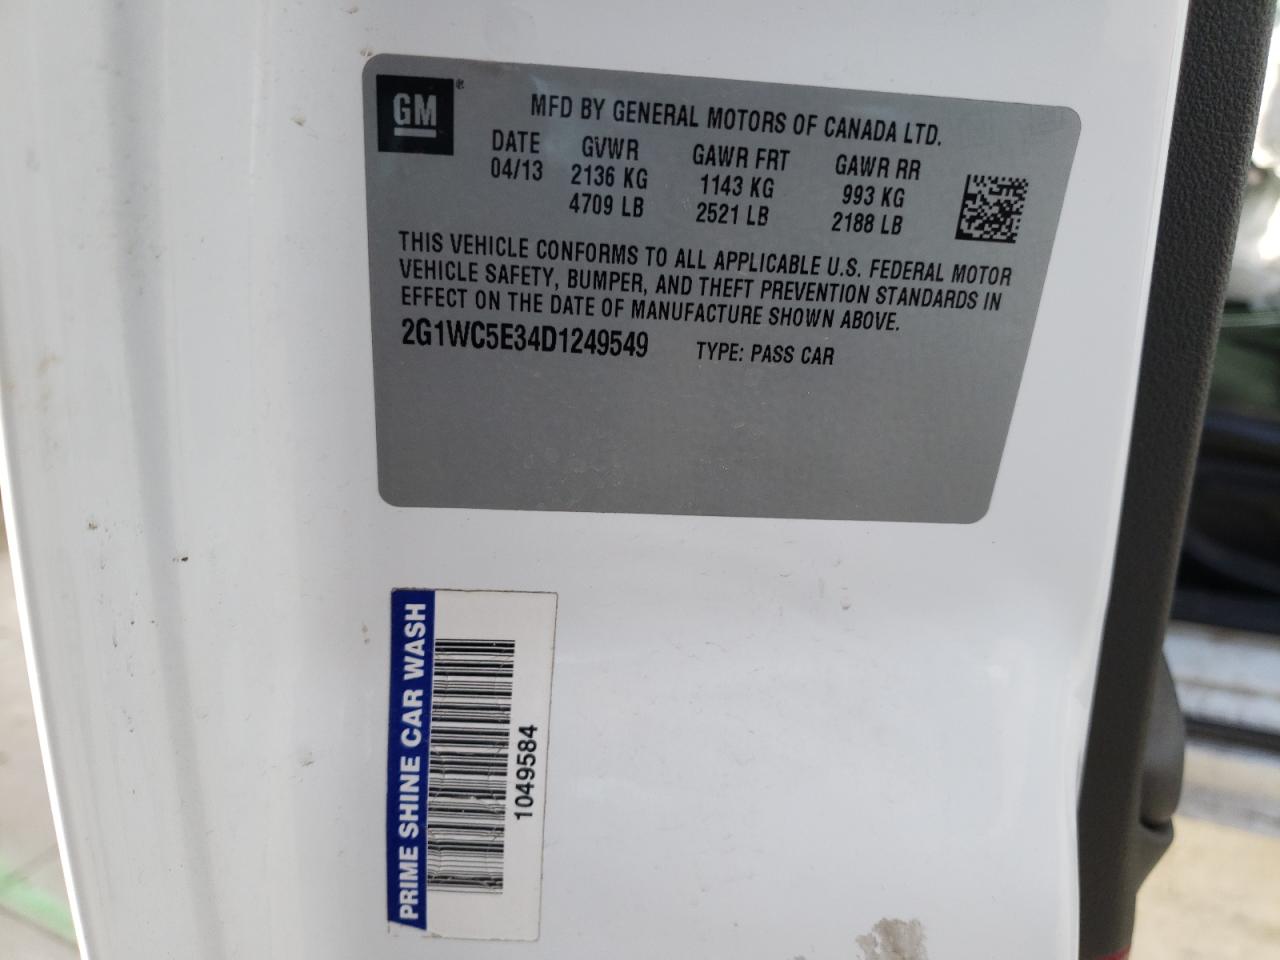 GM®
MFD BY GENERAL MOTORS OF CANADA LTD.
DATE GVWR GAWR FRT GAWR RR
04/13 2136 KG 1143 KG 993 KG
4709 LB 2521 LB 2188 LB
THIS VEHICLE CONFORMS TO ALL APPLICABLE U.S. FEDERAL MOTOR
VEHICLE SAFETY, BUMPER, AND THEFT PREVENTION STANDARDS IN
EFFECT ON THE DATE OF MANUFACTURE SHOWN ABOVE.
2G1WC5E34D1249549 TYPE: PASS CAR
PRIME SHINE CAR WASH
1049584